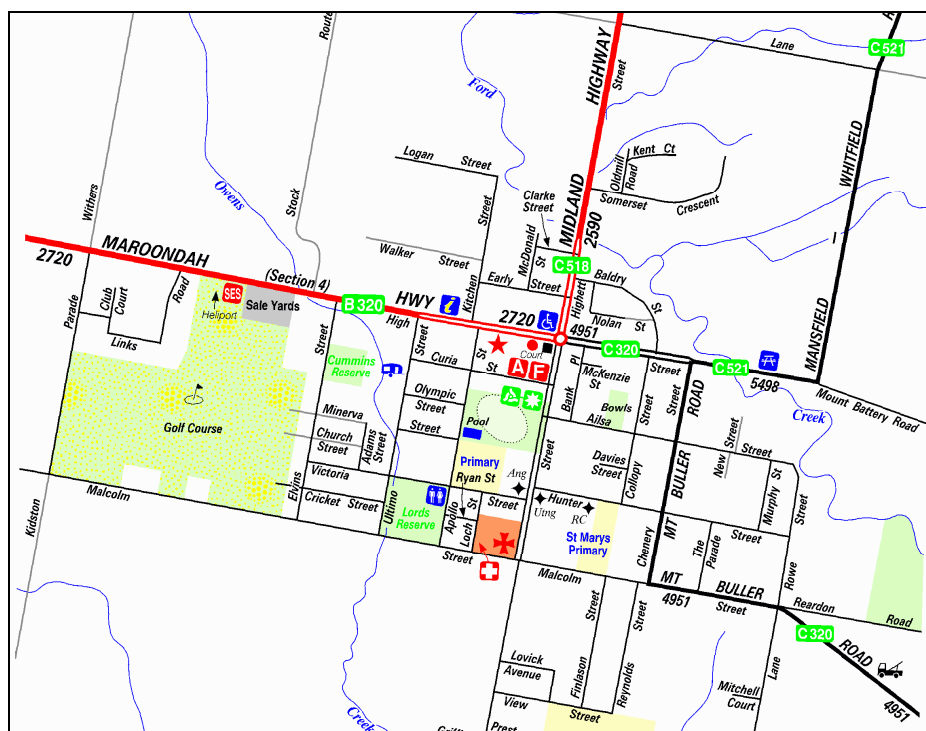 Route
Stock
HIGHWAY
Street
Lane
C521
Ford
Owens
Withers
Logan Street
Kent Ct
Oldmill
Road
Somerset Crescent
Clarke
Street
MIDLAND
2590
WHITFIELD
MANSFIELD
McDonald
St
Walker Street
Street
Kitchen
Early Street
C518
Baldry
St
Highett
Nolan St
2720
MAROONDAH
(Section 4)
HWY
B320
High
i
2720
4951
C320
C521
5498
Mount Battery Road
Creek
Parade
Club
Court
Road
Links
SES
Heliport
Sale Yards
Street
Cummins
Reserve
Curia
St
St
Court
A
F
Pl
Bank
McKenzie
St
Street
Street
ROAD
BULLER
MT
Olympic
Street
Street
Pool
Bowls
Ailsa
Street
Golf Course
Minerva
Church
Street
Adams
Street
Victoria
Cricket Street
Elvins
Ultimo
Primary
Ryan St
Ang
Street
Davies
Street
Collopy
Street
New
Murphy St
Street
Lords
Reserve
Apollo
St
Loch
Street
Utng
Hunter
RC
St Marys
Primary
Chenery
The
Parade
Street
Rowe
Malcolm
Street
Malcolm
Kidston
MT BULLER
4951
Street
Reardon Road
C320
ROAD
4951
Lane
Mitchell
Court
Street
Finlason
Street
Reynolds
Lovick
Avenue
View
Street
Creek